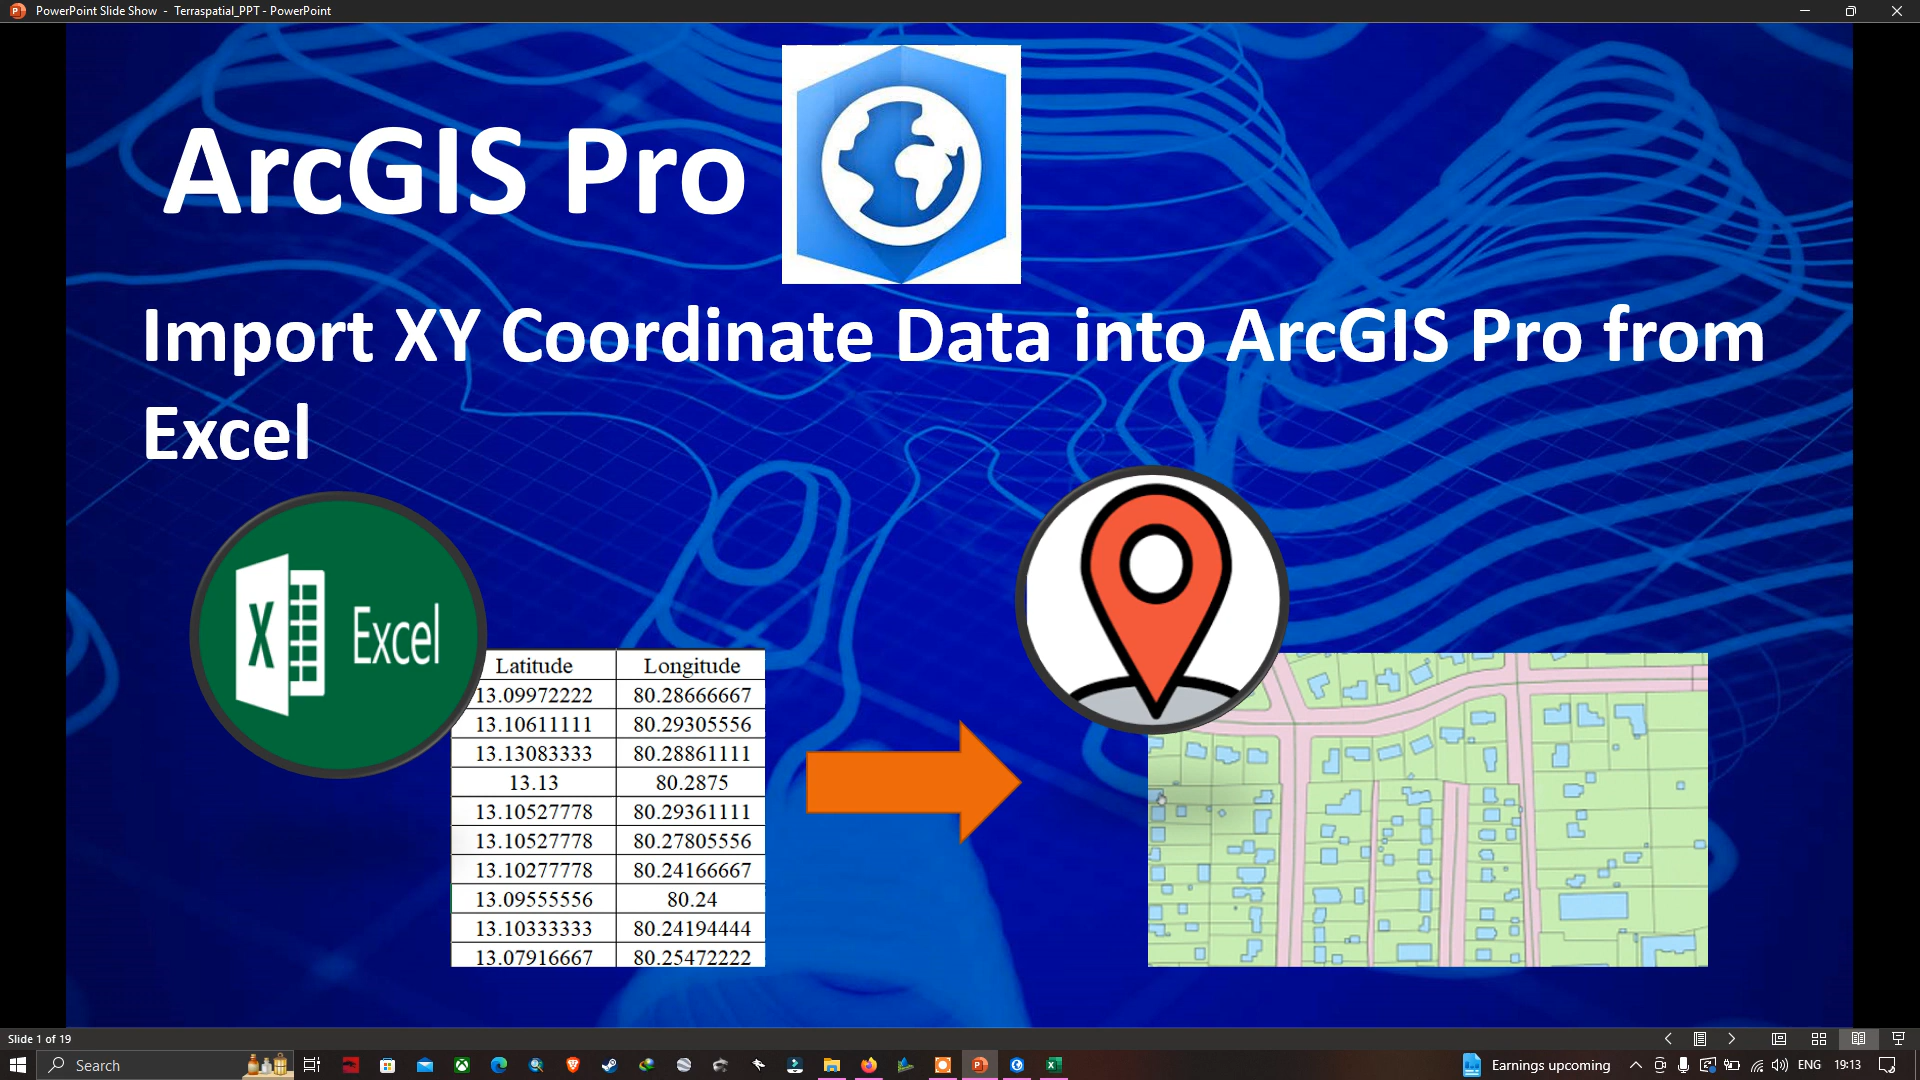 PowerPoint Slide Show - Terraspatial_PPT - PowerPoint
ArcGIS Pro
Import XY Coordinate Data into ArcGIS Pro from
Excel
X Excel
Latitude Longitude
13.09972222 80.28666667
13.10611111 80.29305556
13.13083333 80.28861111
13.13 80.2875
13.10527778 80.29361111
13.10527778 80.27805556
13.10277778 80.24166667
13.09555556 80.24
13.10333333 80.24194444
13.07916667 80.25472222
Slide 1 of 19
Search
Earnings upcoming
ENG
19:13